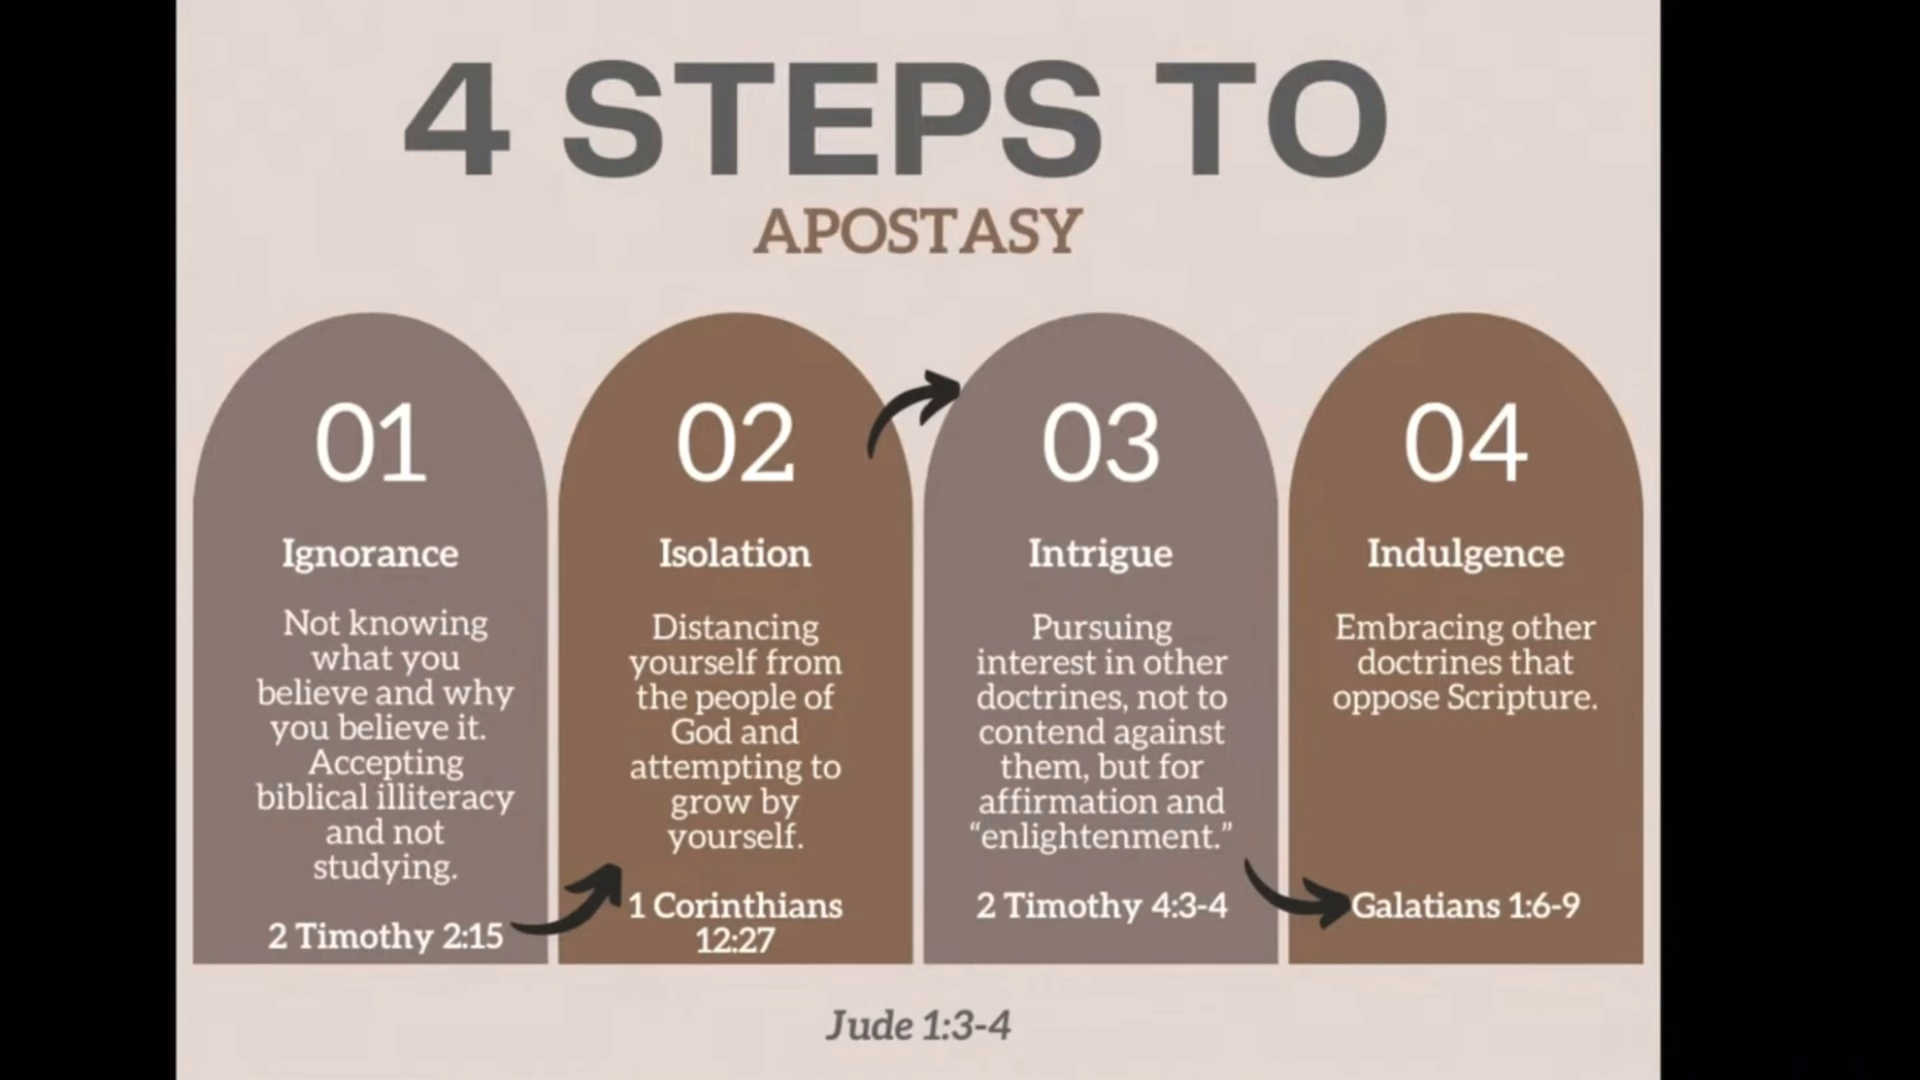 4 STEPS TO
APOSTASY
01
Ignorance
Not knowing
what you
believe and why
you believe it.
Accepting
biblical illiteracy
and not
studying.
2 Timothy 2:15
02
Isolation
Distancing
yourself from
the people of
God and
attempting to
grow by
yourself.
1 Corinthians
12:27
03
Intrigue
Pursuing
interest in other
doctrines, not to
contend against
them, but for
affirmation and
“enlightenment.”
2 Timothy 4:3-4
04
Indulgence
Embracing other
doctrines that
oppose Scripture.
Galatians 1:6-9
Jude 1:3-4